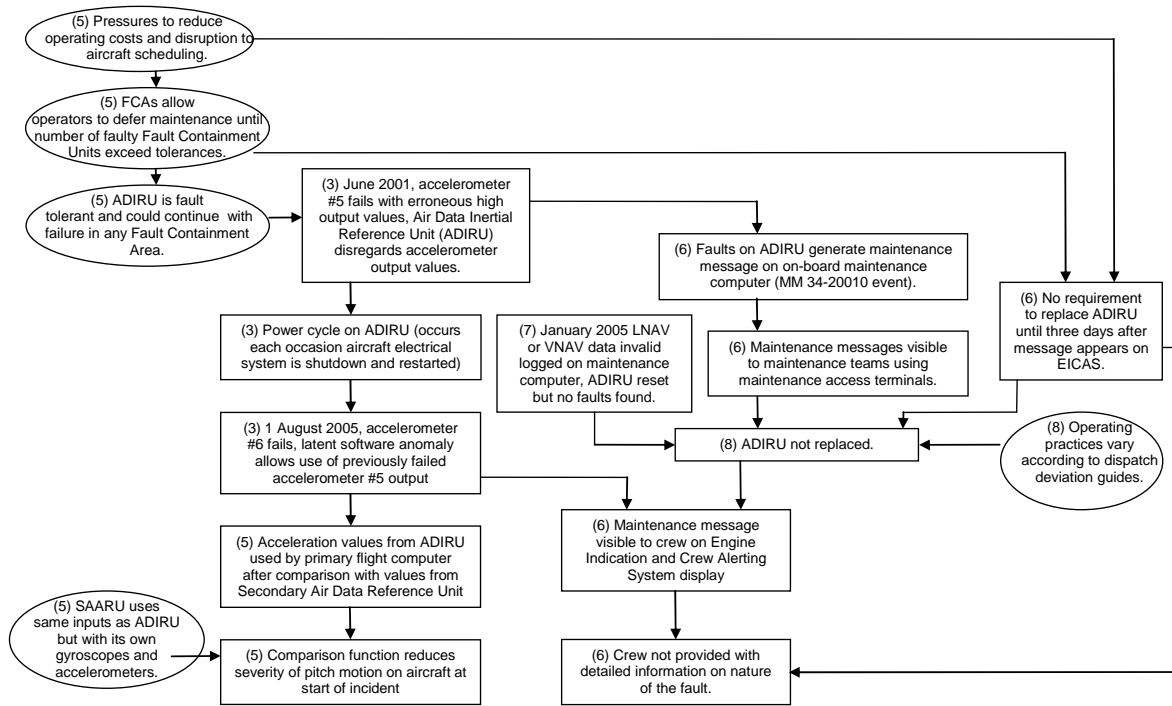 (5) Pressures to reduce
operating costs and disruption to
aircraft scheduling.
(5) FCAs allow
operators to defer maintenance until
number of faulty Fault Containment
Units exceed tolerances.
(5) ADIRU is fault
tolerant and could continue with
failure in any Fault Containment
Area.
(3) June 2001, accelerometer
#5 fails with erroneous high
output values, Air Data Inertial
Reference Unit (ADIRU)
disregards accelerometer
output values.
(6) Faults on ADIRU generate maintenance
message on on-board maintenance
computer (MM 34-20010 event).
(6) No requirement
to replace ADIRU
until three days after
message appears on
EICAS.
(3) Power cycle on ADIRU (occurs
each occasion aircraft electrical
system is shutdown and restarted)
(7) January 2005 LNAV
or VNAV data invalid
logged on maintenance
computer, ADIRU reset
but no faults found.
(6) Maintenance messages visible
to maintenance teams using
maintenance access terminals.
(3) 1 August 2005, accelerometer
#6 fails, latent software anomaly
allows use of previously failed
accelerometer #5 output
(8) ADIRU not replaced.
(8) Operating
practices vary
according to dispatch
deviation guides.
(5) Acceleration values from ADIRU
used by primary flight computer
after comparison with values from
Secondary Air Data Reference Unit
(6) Maintenance message
visible to crew on Engine
Indication and Crew Alerting
System display
(5) SAARU uses
same inputs as ADIRU
but with its own
gyroscopes and
accelerometers.
(5) Comparison function reduces
severity of pitch motion on aircraft at
start of incident
(6) Crew not provided with
detailed information on nature
of the fault.